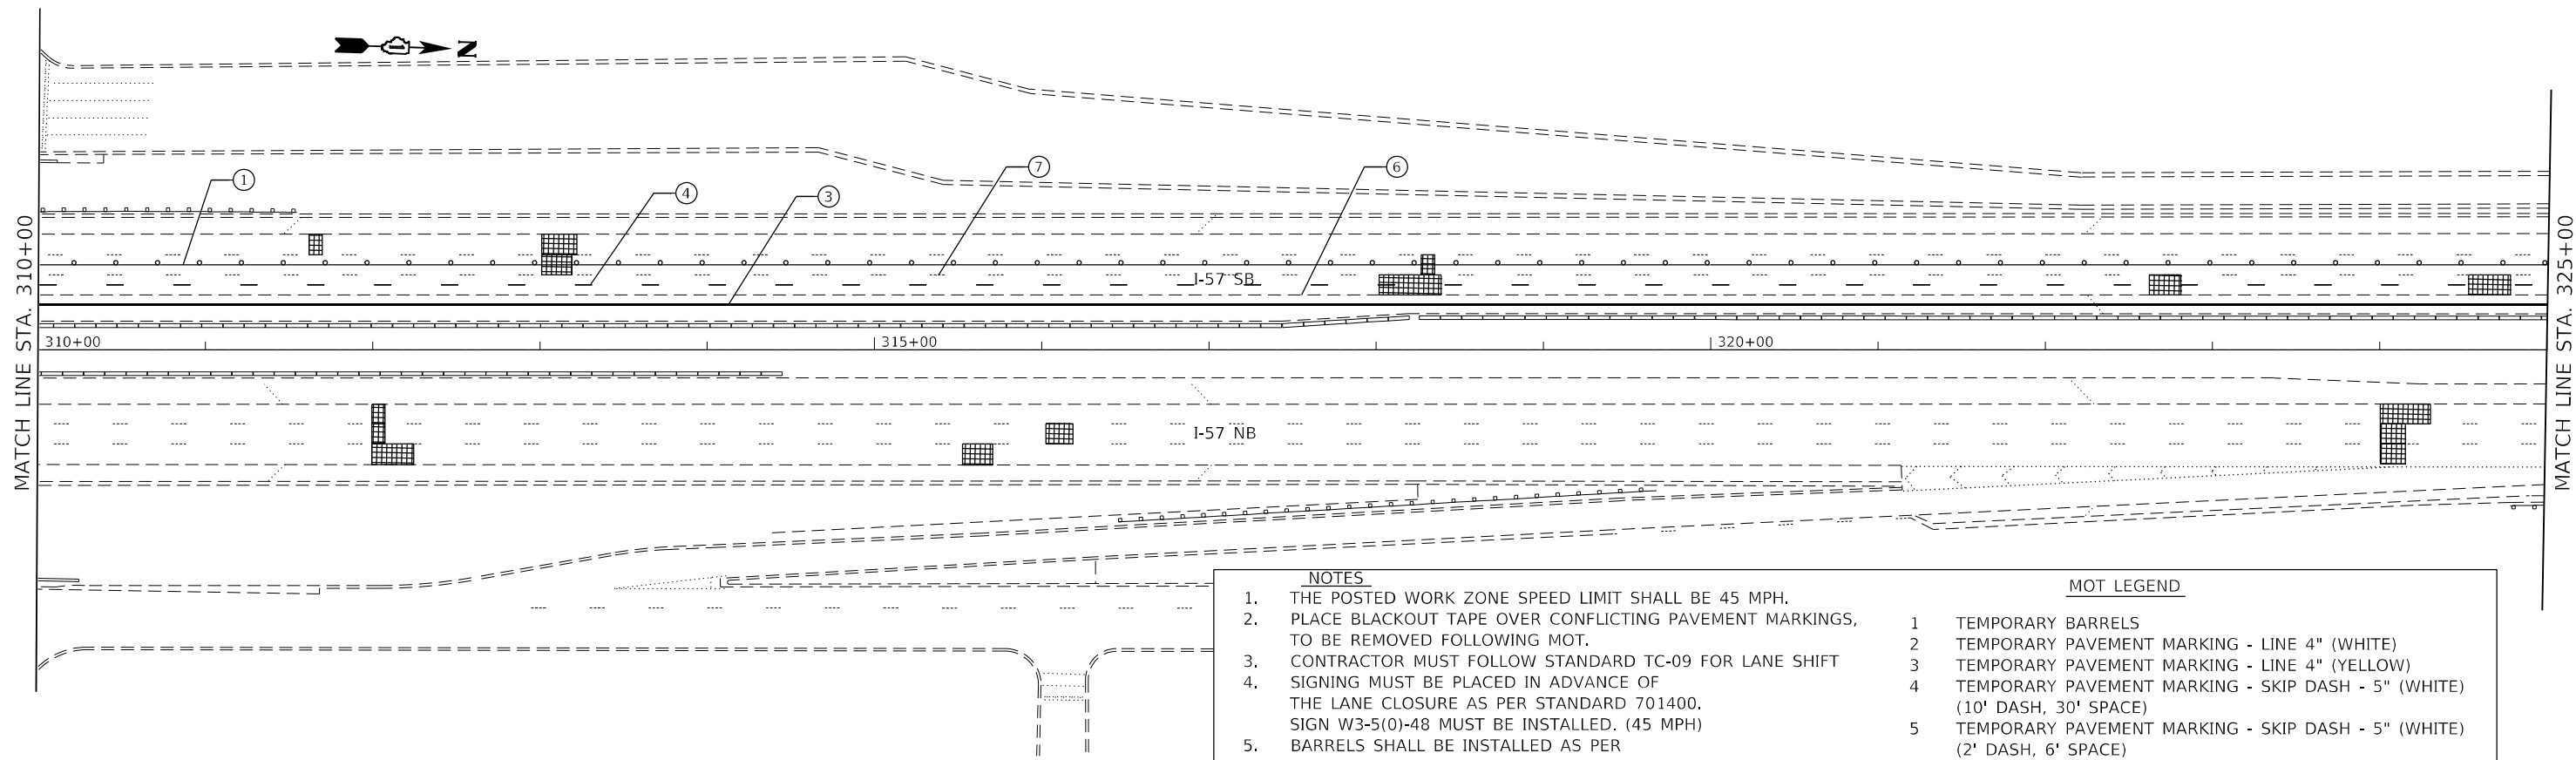 N
1
4
3
7
6
MATCH LINE STA. 310+00
MATCH LINE STA. 325+00
I-57 SB
310+00
315+00
320+00
I-57 NB
NOTES
1. THE POSTED WORK ZONE SPEED LIMIT SHALL BE 45 MPH.
2. PLACE BLACKOUT TAPE OVER CONFLICTING PAVEMENT MARKINGS,
TO BE REMOVED FOLLOWING MOT.
3. CONTRACTOR MUST FOLLOW STANDARD TC-09 FOR LANE SHIFT
4. SIGNING MUST BE PLACED IN ADVANCE OF
THE LANE CLOSURE AS PER STANDARD 701400.
SIGN W3-5(0)-48 MUST BE INSTALLED. (45 MPH)
5. BARRELS SHALL BE INSTALLED AS PER
MOT LEGEND
1 TEMPORARY BARRELS
2 TEMPORARY PAVEMENT MARKING - LINE 4" (WHITE)
3 TEMPORARY PAVEMENT MARKING - LINE 4" (YELLOW)
4 TEMPORARY PAVEMENT MARKING - SKIP DASH - 5" (WHITE)
(10' DASH, 30' SPACE)
5 TEMPORARY PAVEMENT MARKING - SKIP DASH - 5" (WHITE)
(2' DASH, 6' SPACE)